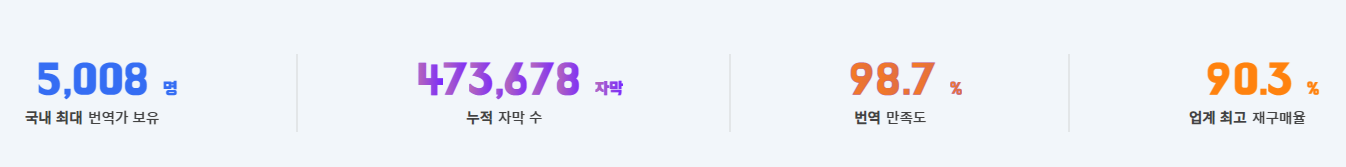 5,008 명
국내 최대 번역가 보유
473,678 자막
누적 자막 수
98.7 %
번역 만족도
90.3 %
업계 최고 재구매율